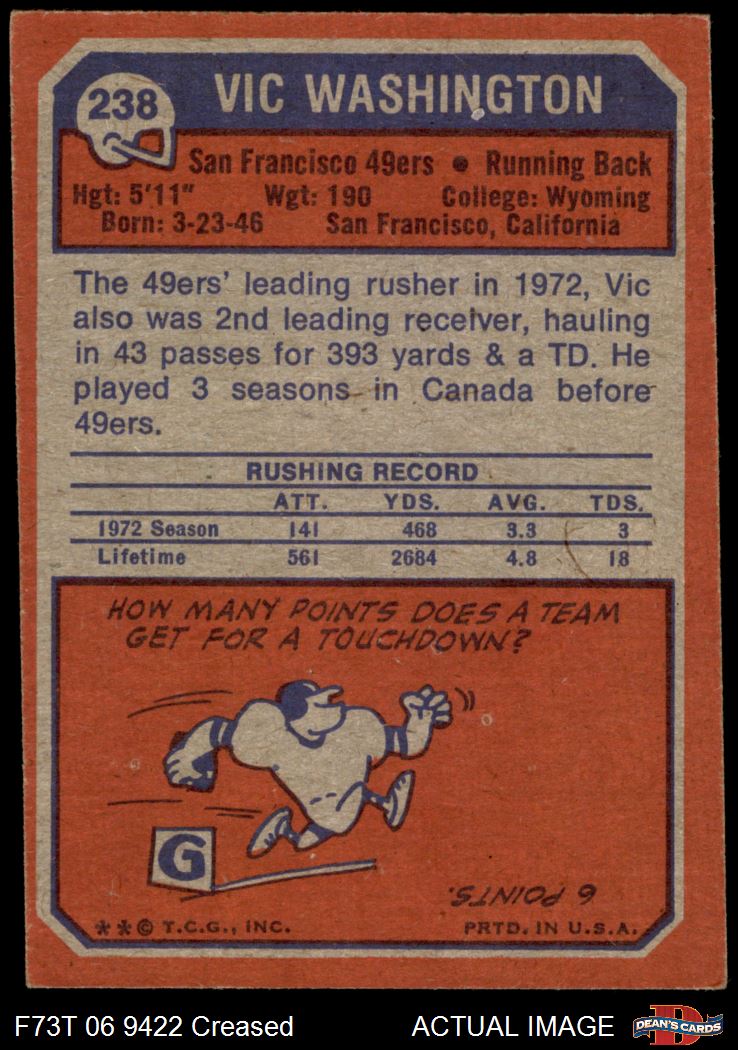 238
VIC WASHINGTON
San Francisco 49ers ● Running Back
Hgt: 5'11" Wgt: 190 College: Wyoming
Born: 3-23-46 San Francisco, California
The 49ers' leading rusher in 1972, Vic
also was 2nd leading receiver, hauling
in 43 passes for 393 yards & a TD. He
played 3 seasons in Canada before
49ers.
RUSHING RECORD
ATT. YDS. AVG. TDS.
1972 Season 141 468 3.3 3
Lifetime 561 2684 4.8 18
HOW MANY POINTS DOES A TEAM
GET FOR A TOUCHDOWN?
G
6 POINTS.
**© T.C.G., INC. PRTD. IN U.S.A.
F73T 06 9422 Creased ACTUAL IMAGE
D
DEAN'S CARDS